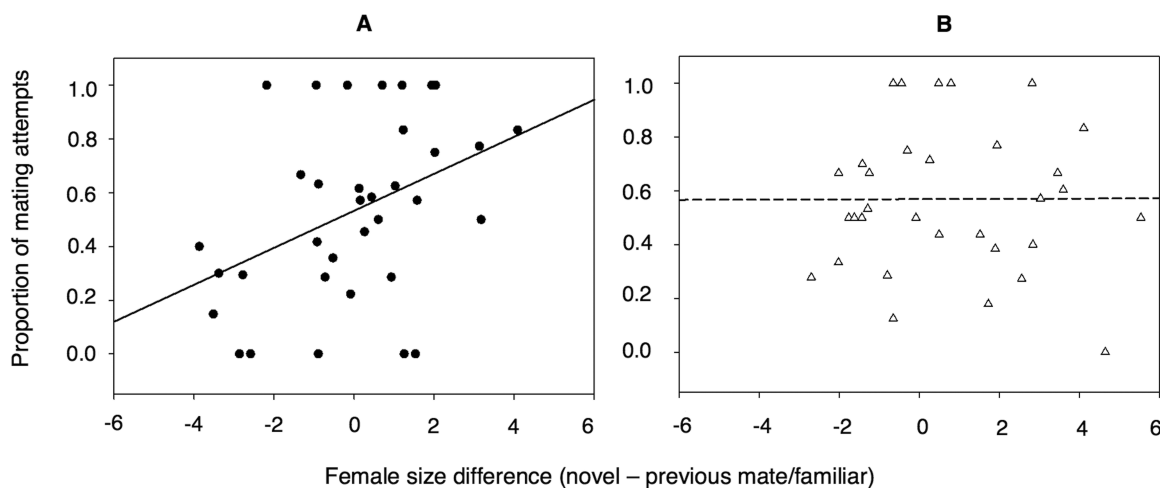 A
B
Proportion of mating attempts
1.0
0.8
0.6
0.4
0.2
0.0
-6 -4 -2 0 2 4 6
1.0
0.8
0.6
0.4
0.2
0.0
-6 -4 -2 0 2 4 6
Female size difference (novel – previous mate/familiar)